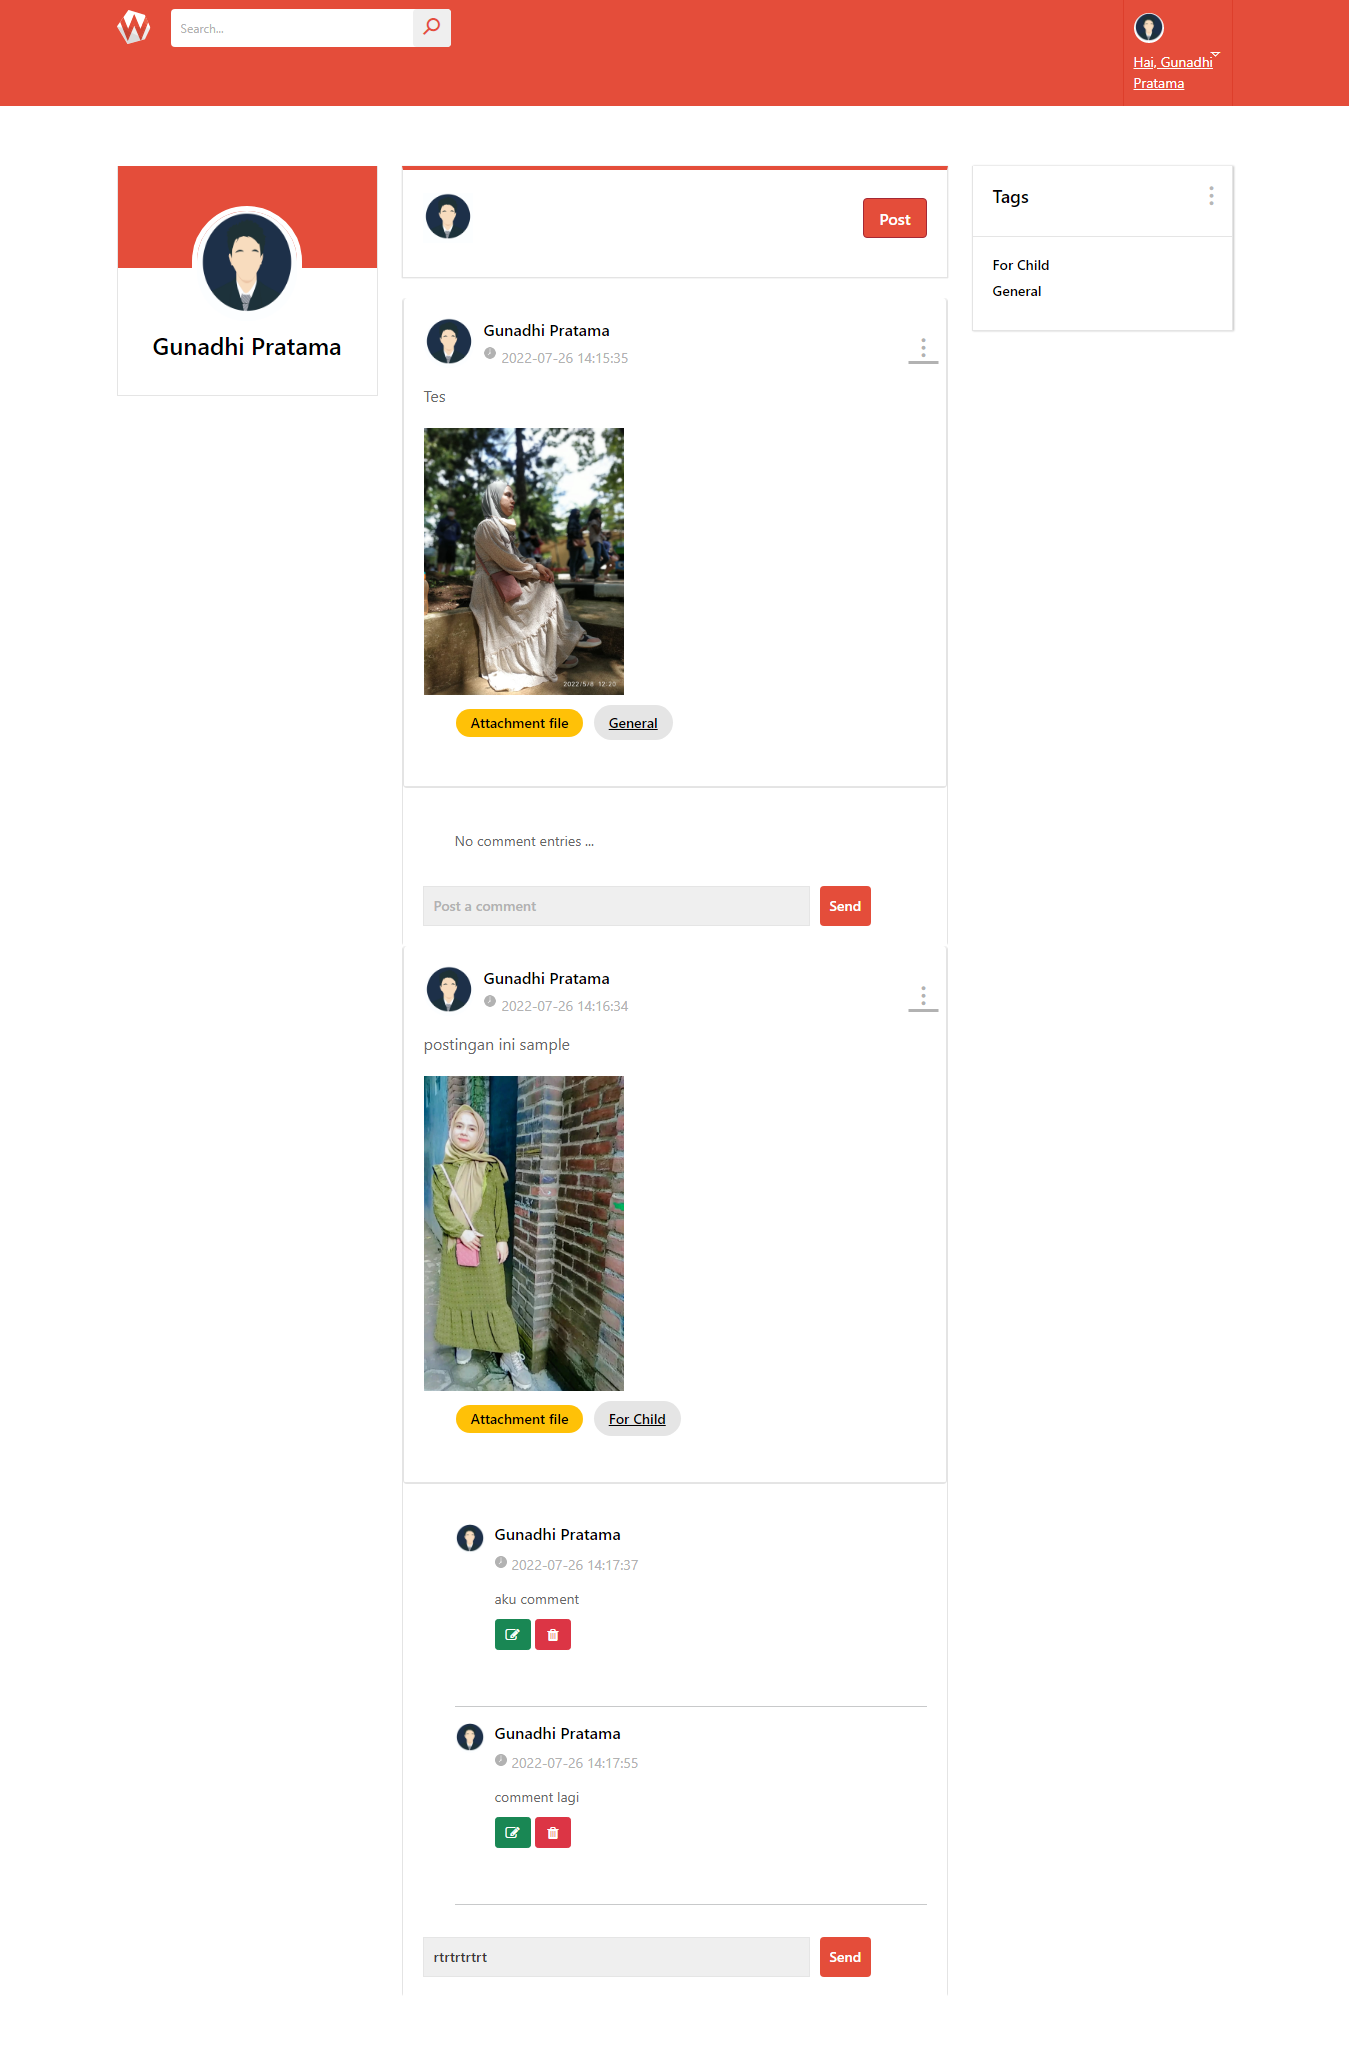 W
Search...
Hai, Gunadhi
Pratama
Gunadhi Pratama
Post
Tags
For Child
General
Gunadhi Pratama
2022-07-26 14:15:35
Tes
2022/5/8 12:20
Attachment file
General
No comment entries ...
Post a comment
Send
Gunadhi Pratama
2022-07-26 14:16:34
postingan ini sample
Attachment file
For Child
Gunadhi Pratama
2022-07-26 14:17:37
aku comment
Gunadhi Pratama
2022-07-26 14:17:55
comment lagi
rtrtrtrtrt
Send